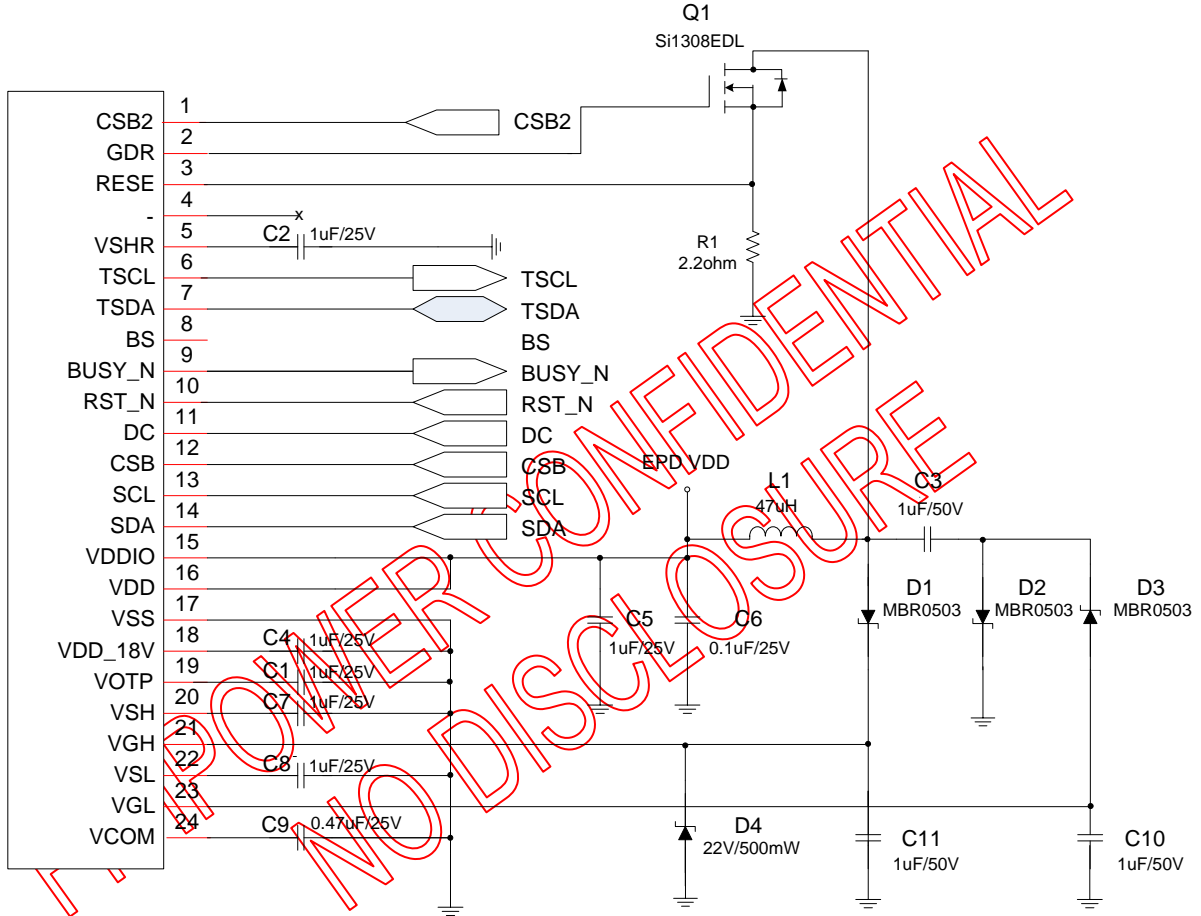 Q1
Si1308EDL
CSB2 1 CSB2
GDR 2
RESE 3
- 4 x
VSHR 5 C2 1uF/25V
TSCL 6 TSCL
TSDA 7 TSDA
BS 8 BS
BUSY_N 9 BUSY_N
RST_N 10 RST_N
DC 11 DC
CSB 12 CSB
SCL 13 SCL
SDA 14 SDA
VDDIO 15
VDD 16
VSS 17
VDD_18V 18 C4 1uF/25V
VOTP 19 C1 1uF/25V
VSH 20 C7 1uF/25V
VGH 21
VSL 22 C8 1uF/25V
VGL 23
VCOM 24 C9 0.47uF/25V
R1
2.2ohm
EPD VDD
L1
47uH
C3
1uF/50V
D1
MBR0503
D2
MBR0503
D3
MBR0503
C5
1uF/25V
C6
0.1uF/25V
D4
22V/500mW
C11
1uF/50V
C10
1uF/50V
POWER CONFIDENTIAL
NO DISCLOSURE